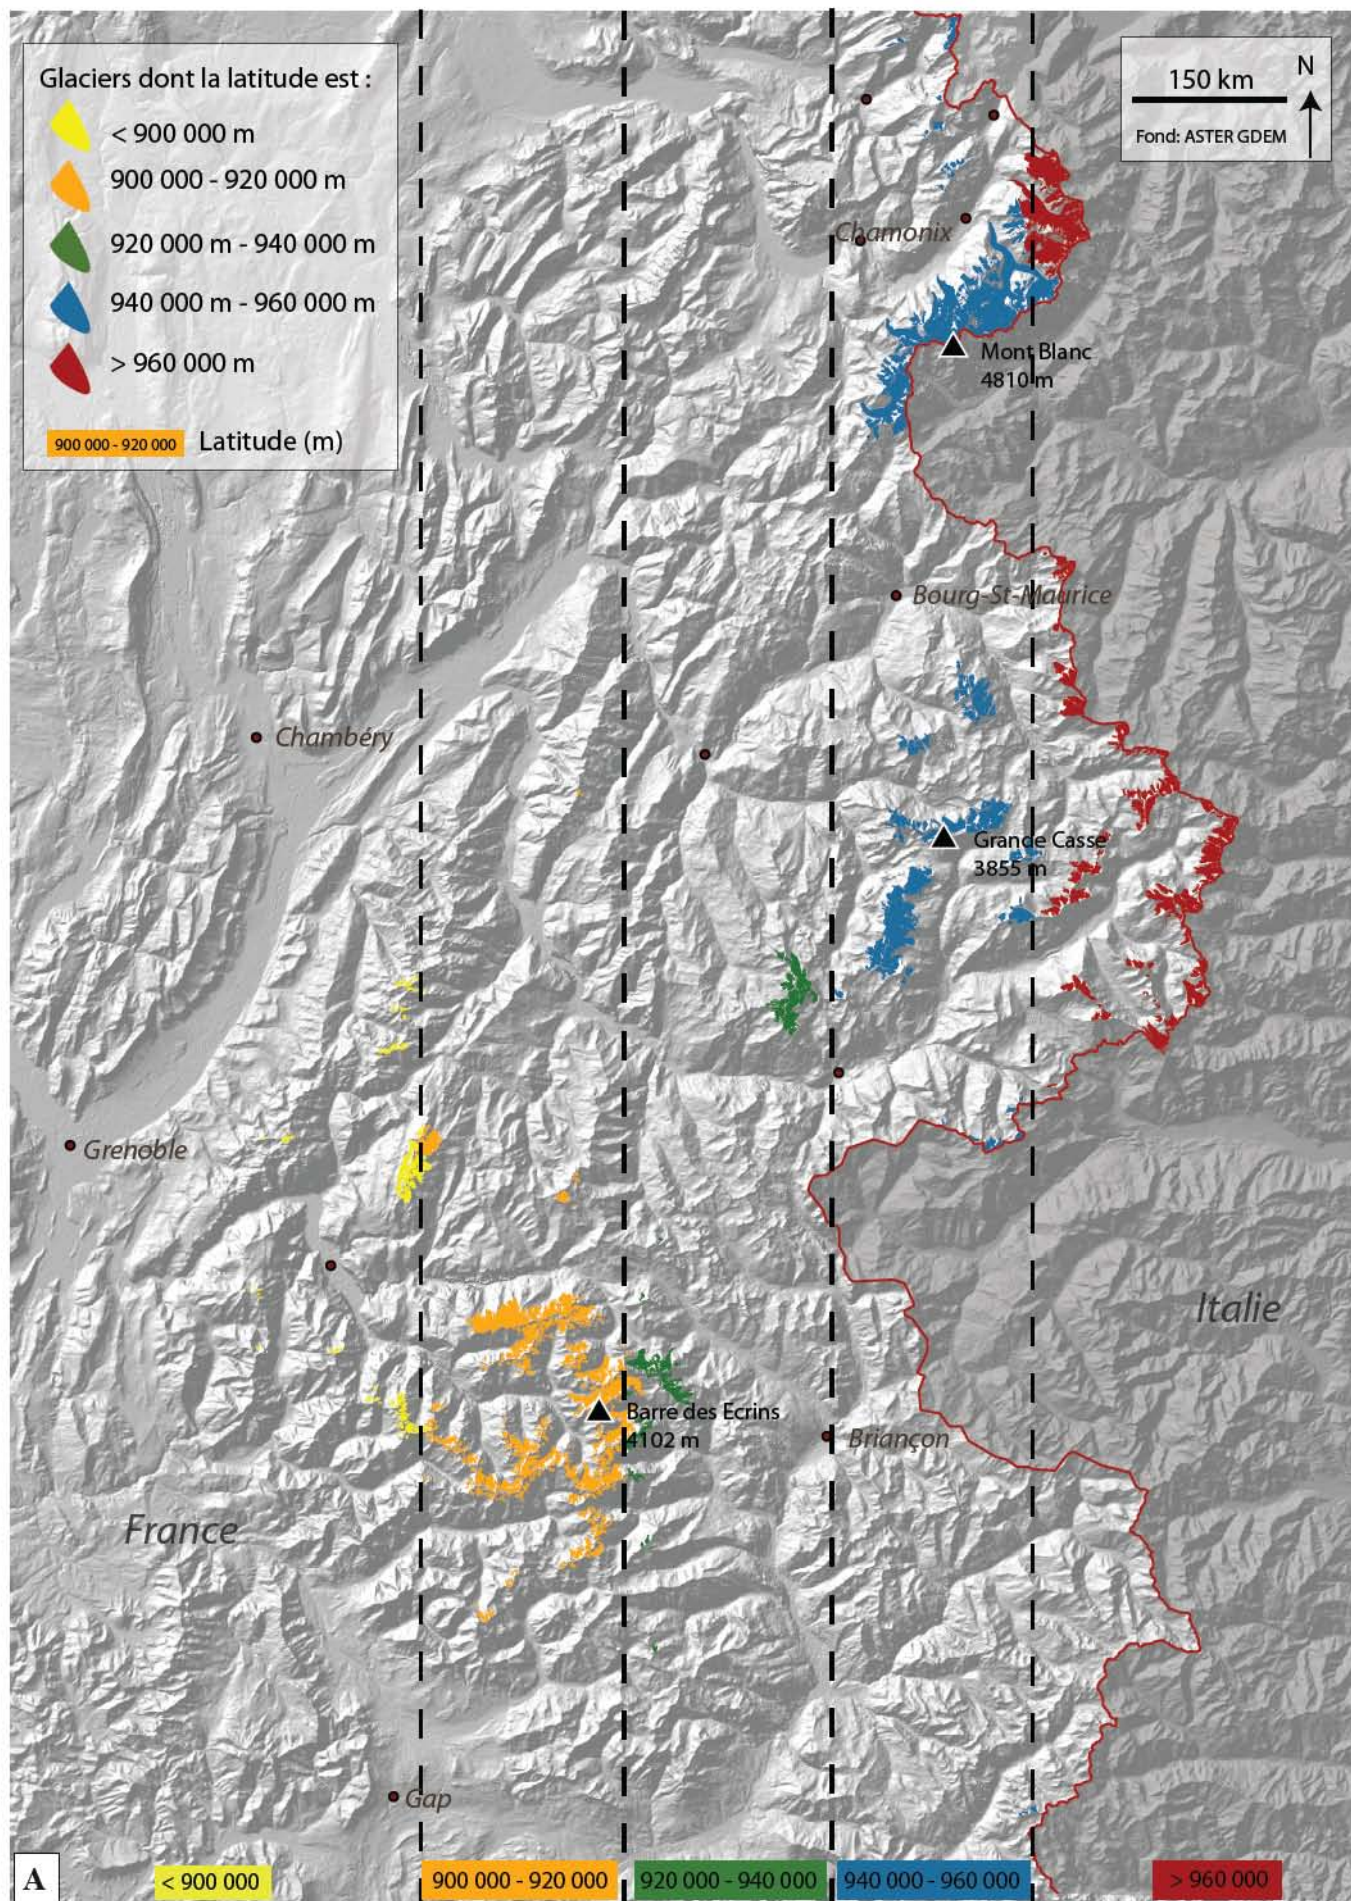 Glaciers dont la latitude est :
< 900 000 m
900 000 - 920 000 m
920 000 m - 940 000 m
940 000 m - 960 000 m
> 960 000 m
900 000 - 920 000 Latitude (m)
150 km
N
Fond: ASTER GDEM
Chamonix
Mont Blanc
4810 m
Bourg-St-Maurice
Chambéry
Grande Casse
3855 m
Grenoble
Italie
Barre des Ecrins
4102 m
Briançon
France
Gap
A
< 900 000
900 000 - 920 000
920 000 - 940 000
940 000 - 960 000
> 960 000